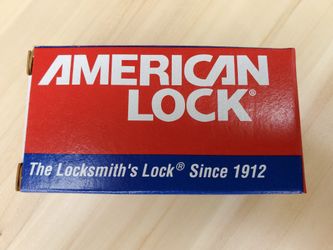 AMERICAN
LOCK®
The Locksmith's Lock® Since 1912